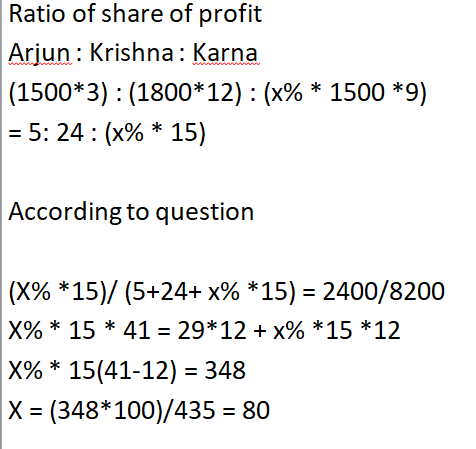 Ratio of share of profit
Arjun : Krishna : Karna
(1500*3) : (1800*12) : (x% * 1500 *9)
= 5: 24 : (x% * 15)
According to question
(X% *15)/ (5+24+ x% *15) = 2400/8200
X% * 15 * 41 = 29*12 + x% *15 *12
X% * 15(41-12) = 348
X = (348*100)/435 = 80